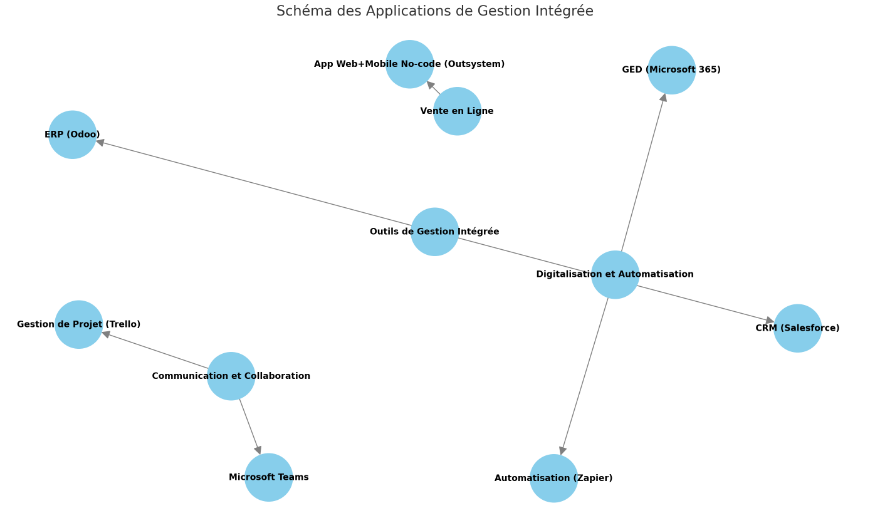 Schéma des Applications de Gestion Intégrée
App Web+Mobile No-code (Outsystem)
GED (Microsoft 365)
Vente en Ligne
ERP (Odoo)
Outils de Gestion Intégrée
Digitalisation et Automatisation
Gestion de Projet (Trello)
CRM (Salesforce)
Communication et Collaboration
Microsoft Teams
Automatisation (Zapier)